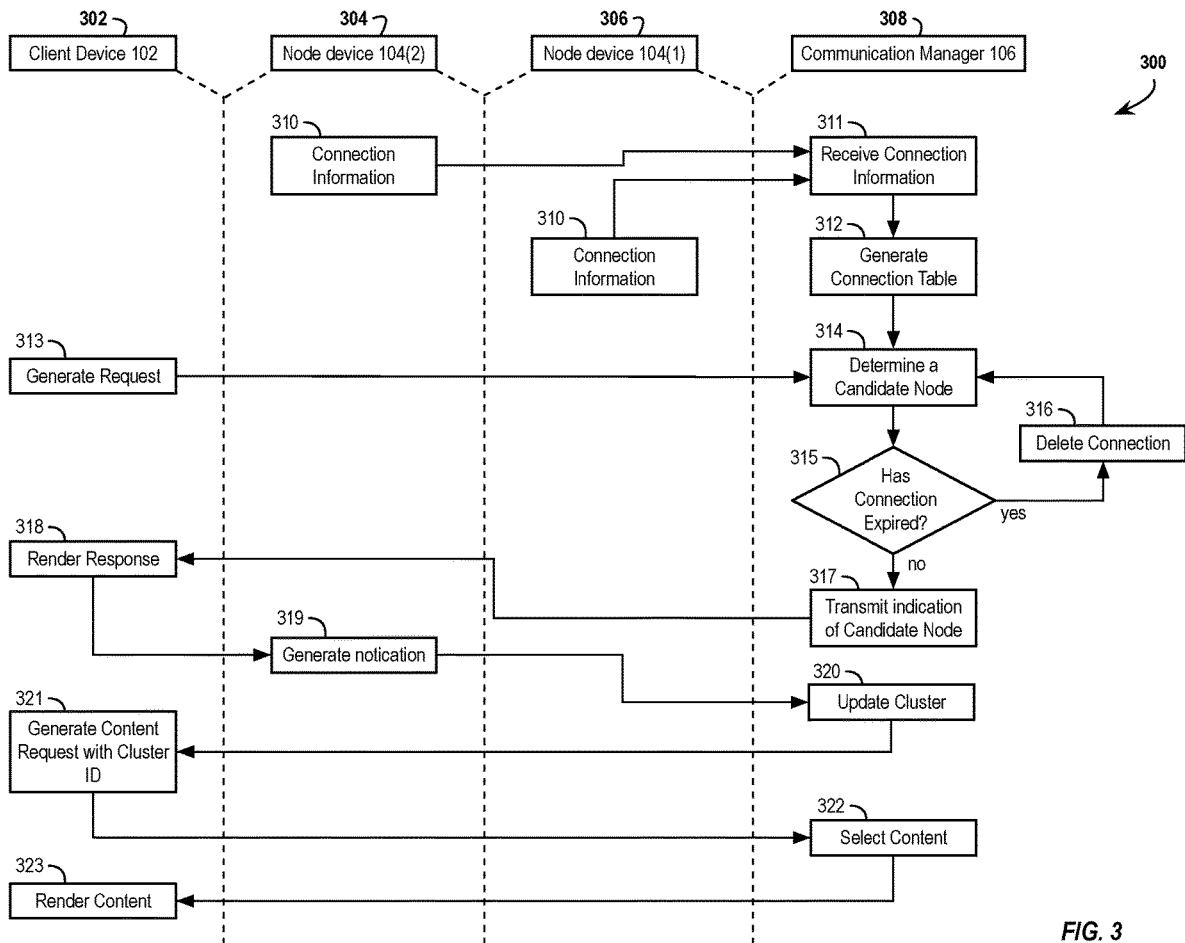 302
304
306
308
Client Device 102
Node device 104(2)
Node device 104(1)
Communication Manager 106
300
310
Connection
Information
311
Receive Connection
Information
310
Connection
Information
312
Generate
Connection Table
313
Generate Request
314
Determine a
Candidate Node
316
Delete Connection
315
Has
Connection
Expired?
yes
no
318
Render Response
317
Transmit indication
of Candidate Node
319
Generate notication
320
Update Cluster
321
Generate Content
Request with Cluster
ID
322
Select Content
323
Render Content
FIG. 3